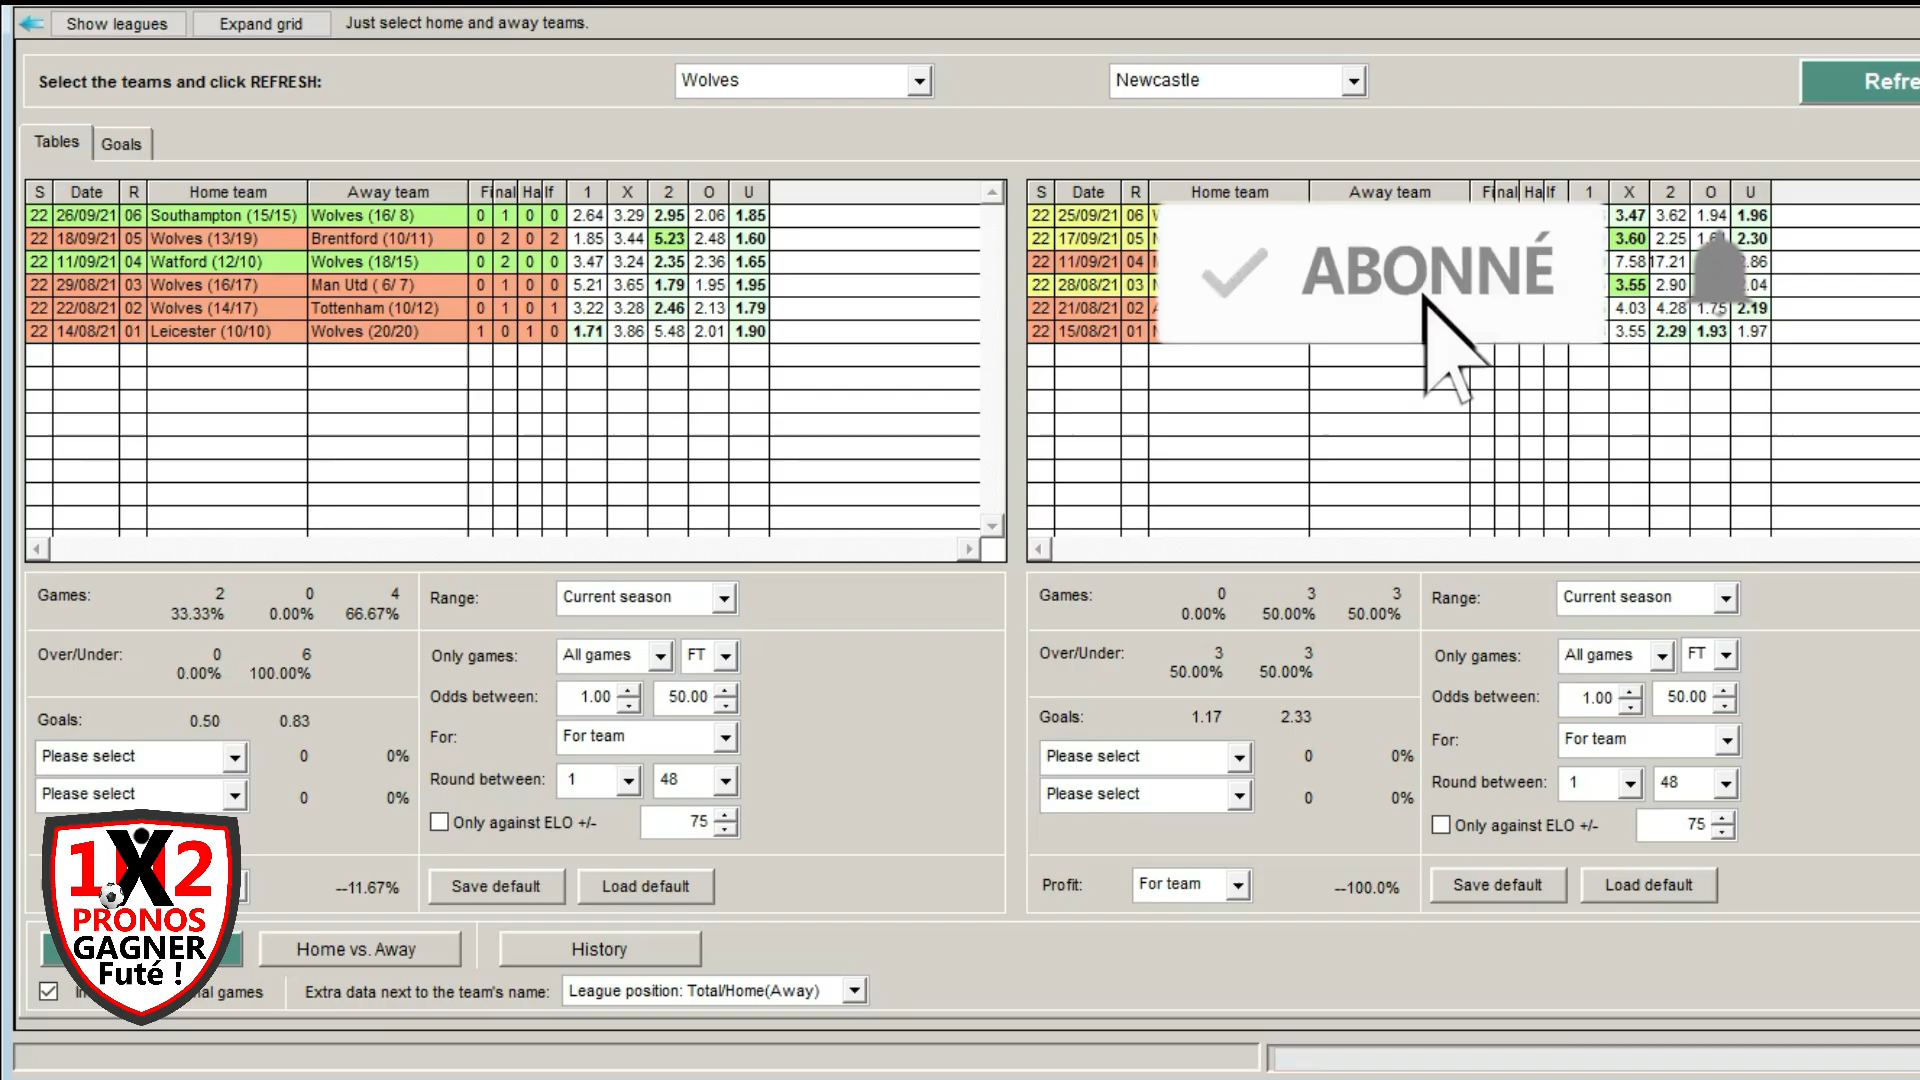 Show leagues Expand grid Just select home and away teams.
Select the teams and click REFRESH: Wolves Newcastle Refre
Tables Goals
S Date R Home team Away team Final Half 1 X 2 O U
22 26/09/21 06 Southampton (15/15) Wolves (16/ 8) 0 1 0 0 2.64 3.29 2.95 2.06 1.85
22 18/09/21 05 Wolves (13/19) Brentford (10/11) 0 2 0 2 1.85 3.44 5.23 2.48 1.60
22 11/09/21 04 Watford (12/10) Wolves (18/15) 0 2 0 0 3.47 3.24 2.35 2.36 1.65
22 29/08/21 03 Wolves (16/17) Man Utd ( 6/ 7) 0 1 0 0 5.21 3.65 1.79 1.95 1.95
22 22/08/21 02 Wolves (14/17) Tottenham (10/12) 0 1 0 1 3.22 3.28 2.46 2.13 1.79
22 14/08/21 01 Leicester (10/10) Wolves (20/20) 1 0 1 0 1.71 3.86 5.48 2.01 1.90
S Date R Home team Away team Final Half 1 X 2 O U
22 25/09/21 06 3.47 3.62 1.94 1.96
22 17/09/21 05 3.60 2.25 2.30
22 11/09/21 04 7.58 17.21
22 28/08/21 03 3.55 2.90
22 21/08/21 02 4.03 4.28 1.75 2.19
22 15/08/21 01 3.55 2.29 1.93 1.97
ABONNÉ
Games: 2 0 4
33.33% 0.00% 66.67%
Over/Under: 0 6
0.00% 100.00%
Goals: 0.50 0.83
Please select 0 0%
Please select 0 0%
--11.67%
Range: Current season
Only games: All games FT
Odds between: 1.00 50.00
For: For team
Round between: 1 48
Only against ELO +/- 75
Save default Load default
Games: 0 3 3
0.00% 50.00% 50.00%
Over/Under: 3 3
50.00% 50.00%
Goals: 1.17 2.33
Please select 0 0%
Please select 0 0%
Profit: For team --100.0%
Range: Current season
Only games: All games FT
Odds between: 1.00 50.00
For: For team
Round between: 1 48
Only against ELO +/- 75
Save default Load default
Home vs. Away History
games Extra data next to the team's name: League position: Total/Home(Away)
1X2
PRONOS
GAGNER
Futé !